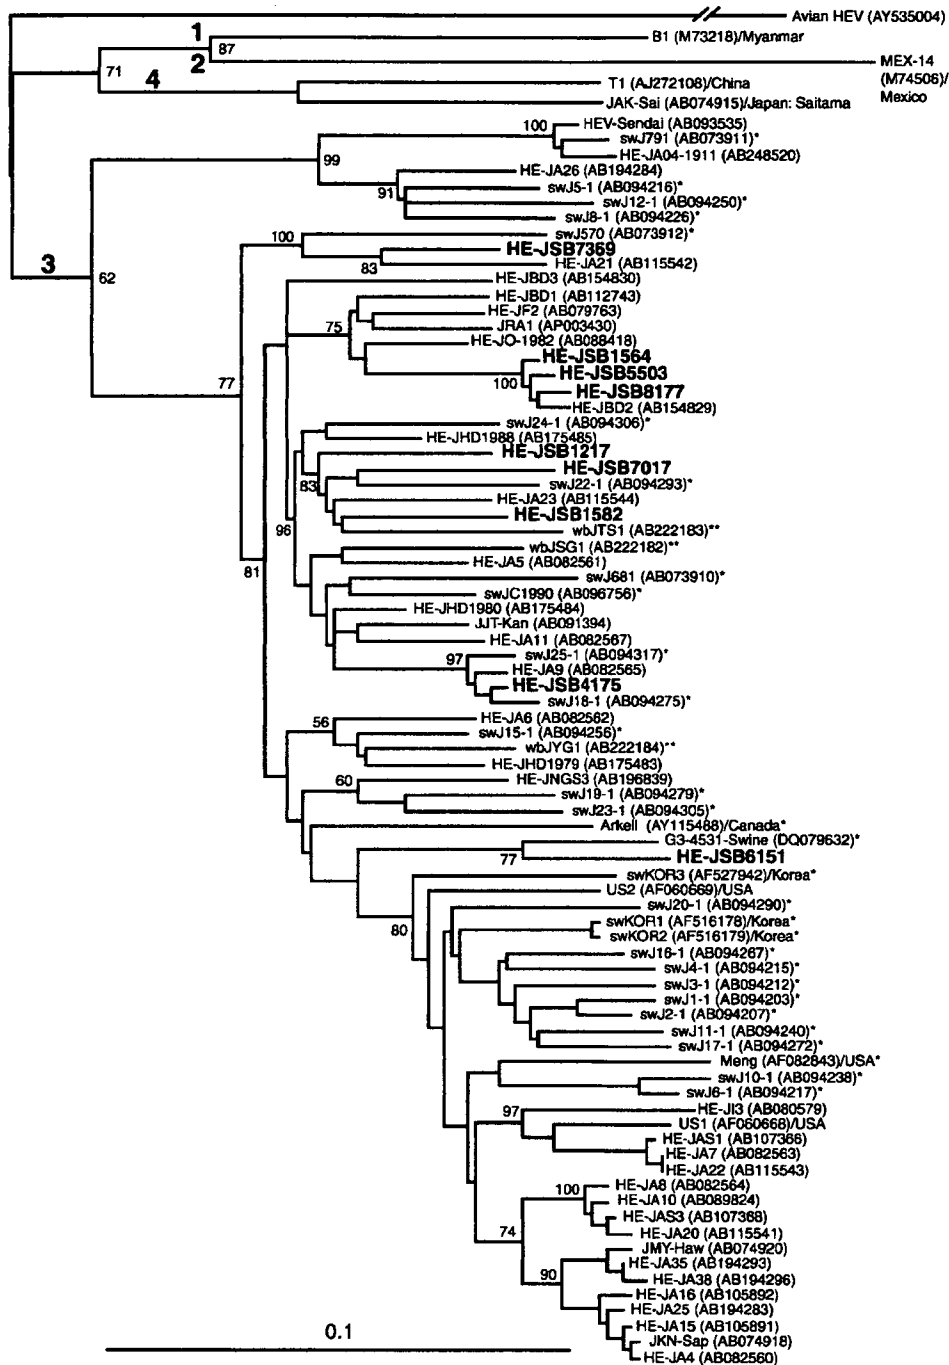 Avian HEV (AY535004)
1
B1 (M73218)/Myanmar
87
2
MEX-14
(M74506)/
Mexico
71
4
T1 (AJ272108)/China
JAK-Sai (AB074915)/Japan: Saitama
HEV-Sendai (AB093535)
100
swJ791 (AB073911)*
HE-JA04-1911 (AB248520)
99
HE-JA26 (AB194284)
91
swJ5-1 (AB094216)*
swJ12-1 (AB094250)*
swJ8-1 (AB094226)*
100
swJ570 (AB073912)*
HE-JSB7369
3
83
HE-JA21 (AB115542)
62
HE-JBD3 (AB154830)
HE-JBD1 (AB112743)
HE-JF2 (AB079763)
75
JRA1 (AP003430)
HE-JO-1982 (AB088418)
HE-JSB1564
HE-JSB5503
100
77
HE-JSB8177
HE-JBD2 (AB154829)
swJ24-1 (AB094306)*
HE-JHD1988 (AB175485)
HE-JSB1217
HE-JSB7017
83
swJ22-1 (AB094293)*
HE-JA23 (AB115544)
HE-JSB1582
96
wbJTS1 (AB222183)**
wbJSG1 (AB222182)**
HE-JA5 (AB082561)
81
swJ681 (AB073910)*
swJC1990 (AB096756)*
HE-JHD1980 (AB175484)
JJT-Kan (AB091394)
HE-JA11 (AB082567)
97
swJ25-1 (AB094317)*
HE-JA9 (AB082565)
HE-JSB4175
swJ18-1 (AB094275)*
56
HE-JA6 (AB082562)
swJ15-1 (AB094256)*
wbJYG1 (AB222184)**
HE-JHD1979 (AB175483)
60
HE-JNGS3 (AB196839)
swJ19-1 (AB094279)*
swJ23-1 (AB094305)*
Arkell (AY115488)/Canada*
G3-4531-Swine (DQ079632)*
77
HE-JSB6151
swKOR3 (AF527942)/Korea*
US2 (AF060669)/USA
80
swJ20-1 (AB094290)*
swKOR1 (AF516178)/Korea*
swKOR2 (AF516179)/Korea*
swJ16-1 (AB094267)*
swJ4-1 (AB094215)*
swJ3-1 (AB094212)*
swJ1-1 (AB094203)*
swJ2-1 (AB094207)*
swJ11-1 (AB094240)*
swJ17-1 (AB094272)*
Meng (AF082843)/USA*
swJ10-1 (AB094238)*
swJ6-1 (AB094217)*
97
HE-JI3 (AB080579)
US1 (AF060668)/USA
HE-JAS1 (AB107366)
HE-JA7 (AB082563)
HE-JA22 (AB115543)
100
HE-JA8 (AB082564)
HE-JA10 (AB089824)
HE-JAS3 (AB107368)
74
HE-JA20 (AB115541)
JMY-Haw (AB074920)
HE-JA35 (AB194293)
90
HE-JA38 (AB194296)
HE-JA16 (AB105892)
HE-JA25 (AB194283)
0.1
HE-JA15 (AB105891)
JKN-Sap (AB074918)
HE-JA4 (AB082560)